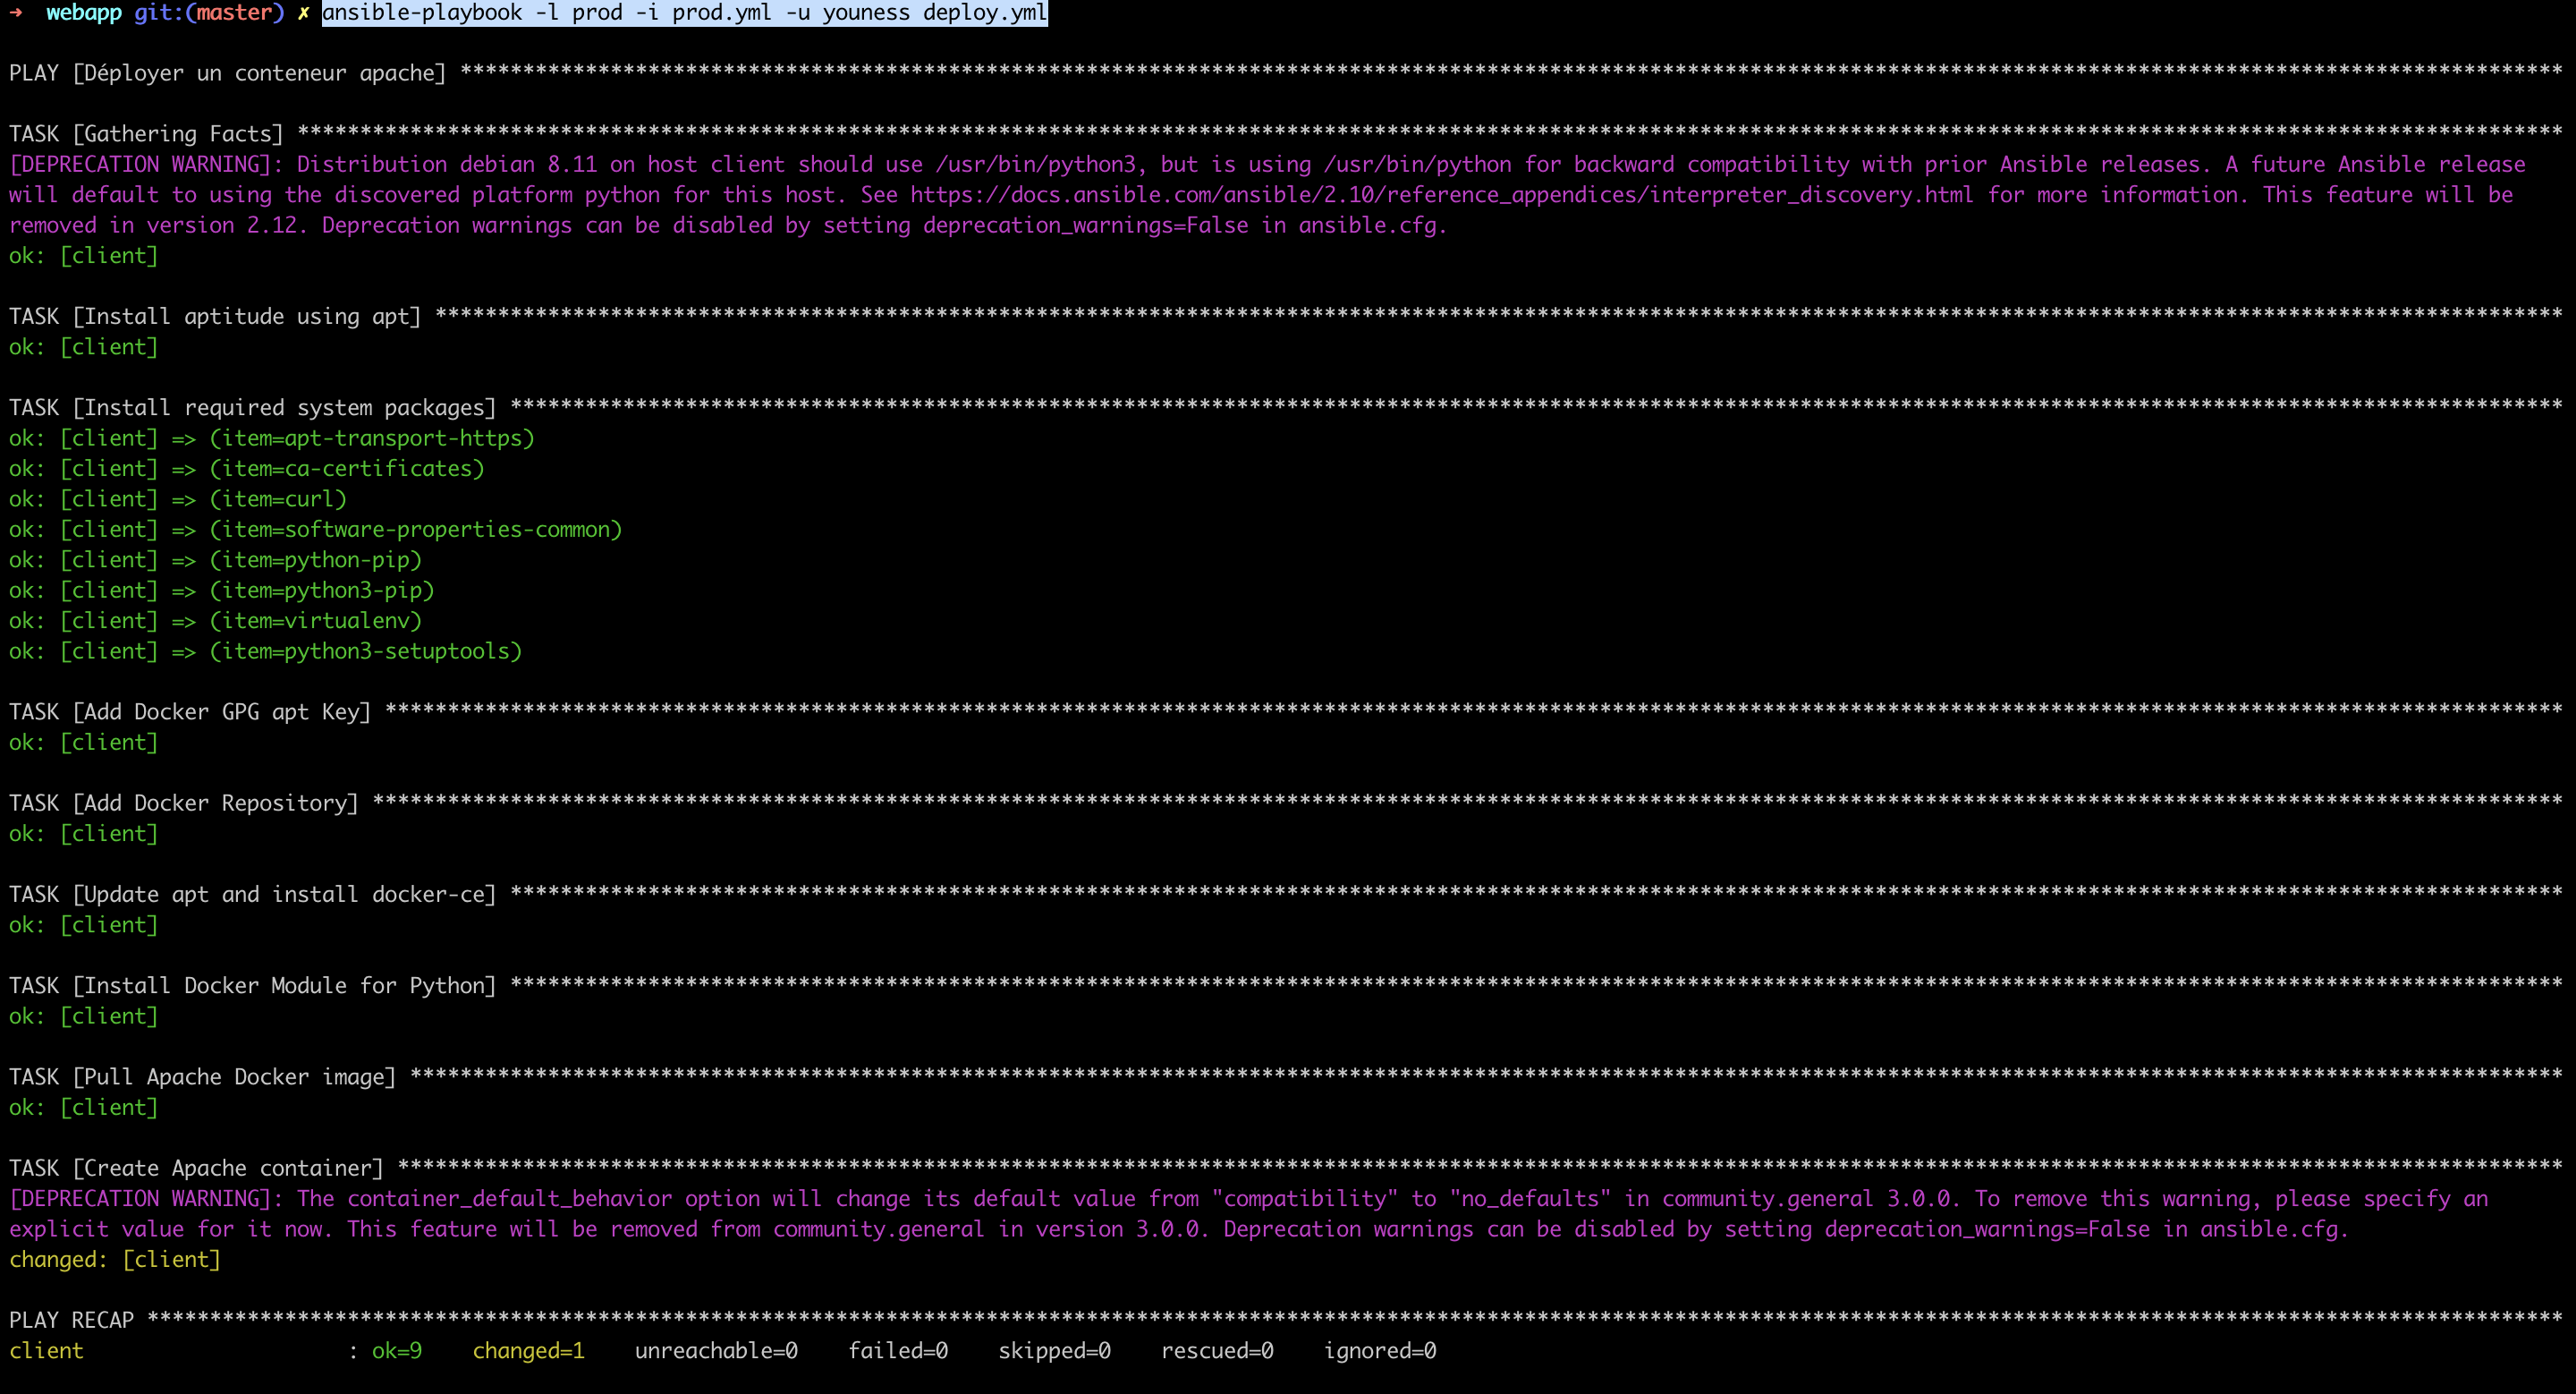 ➜  webapp git:(master) ✗ ansible-playbook -l prod -i prod.yml -u youness deploy.yml
PLAY [Déployer un conteneur apache] ************************************************************************************************************************************************************************
TASK [Gathering Facts] *************************************************************************************************************************************************************************************
[DEPRECATION WARNING]: Distribution debian 8.11 on host client should use /usr/bin/python3, but is using /usr/bin/python for backward compatibility with prior Ansible releases. A future Ansible release
will default to using the discovered platform python for this host. See https://docs.ansible.com/ansible/2.10/reference_appendices/interpreter_discovery.html for more information. This feature will be
removed in version 2.12. Deprecation warnings can be disabled by setting deprecation_warnings=False in ansible.cfg.
ok: [client]
TASK [Install aptitude using apt] **************************************************************************************************************************************************************************
ok: [client]
TASK [Install required system packages] ********************************************************************************************************************************************************************
ok: [client] => (item=apt-transport-https)
ok: [client] => (item=ca-certificates)
ok: [client] => (item=curl)
ok: [client] => (item=software-properties-common)
ok: [client] => (item=python-pip)
ok: [client] => (item=python3-pip)
ok: [client] => (item=virtualenv)
ok: [client] => (item=python3-setuptools)
TASK [Add Docker GPG apt Key] ******************************************************************************************************************************************************************************
ok: [client]
TASK [Add Docker Repository] *******************************************************************************************************************************************************************************
ok: [client]
TASK [Update apt and install docker-ce] ********************************************************************************************************************************************************************
ok: [client]
TASK [Install Docker Module for Python] ********************************************************************************************************************************************************************
ok: [client]
TASK [Pull Apache Docker image] ****************************************************************************************************************************************************************************
ok: [client]
TASK [Create Apache container] *****************************************************************************************************************************************************************************
[DEPRECATION WARNING]: The container_default_behavior option will change its default value from "compatibility" to "no_defaults" in community.general 3.0.0. To remove this warning, please specify an
explicit value for it now. This feature will be removed from community.general in version 3.0.0. Deprecation warnings can be disabled by setting deprecation_warnings=False in ansible.cfg.
changed: [client]
PLAY RECAP *************************************************************************************************************************************************************************************************
client                     : ok=9    changed=1    unreachable=0    failed=0    skipped=0    rescued=0    ignored=0